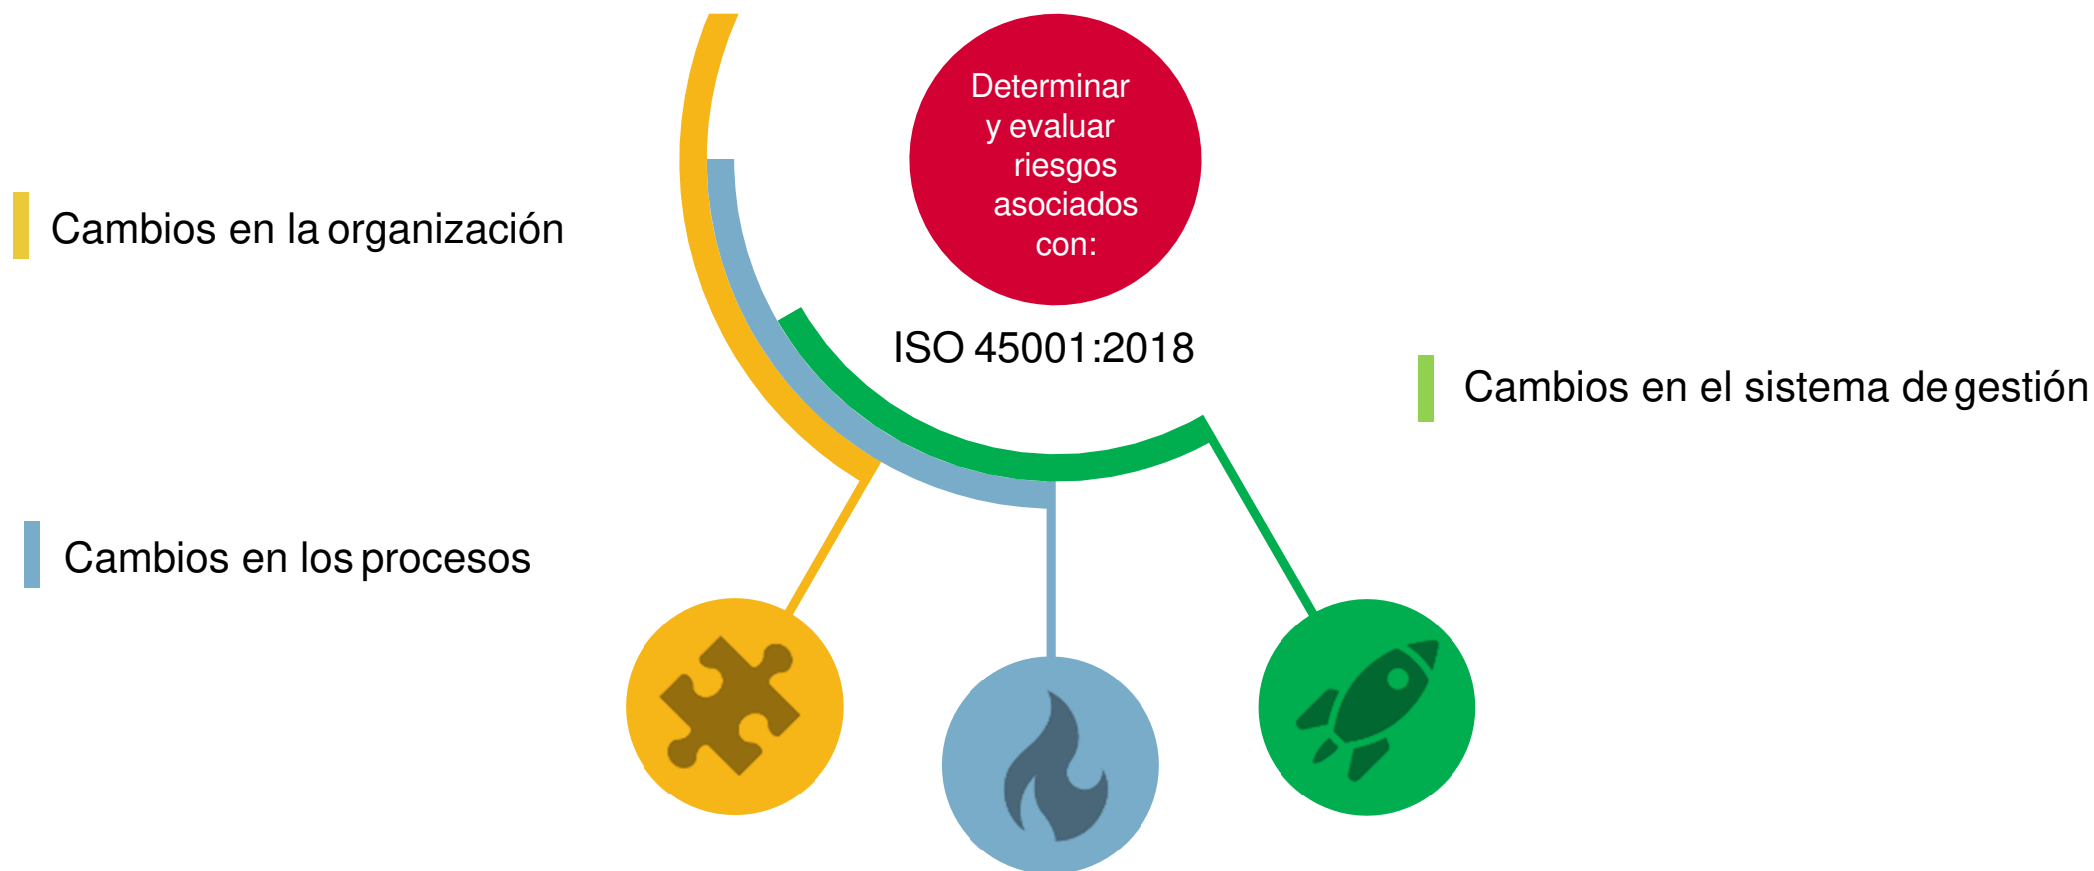 Determinar
y evaluar
riesgos
asociados
con:
ISO 45001:2018
Cambios en la organización
Cambios en los procesos
Cambios en el sistema de gestión